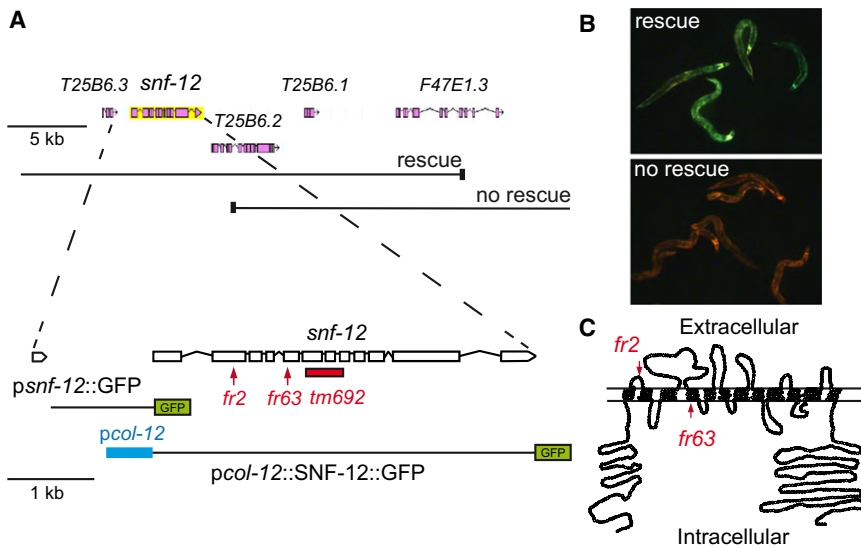 A
T25B6.3
snf-12
T25B6.1
F47E1.3
T25B6.2
5 kb
rescue
no rescue
snf-12
psnf-12::GFP
GFP
fr2
fr63
tm692
pcol-12
GFP
pcol-12::SNF-12::GFP
1 kb
B
rescue
no rescue
C
Extracellular
fr2
fr63
Intracellular